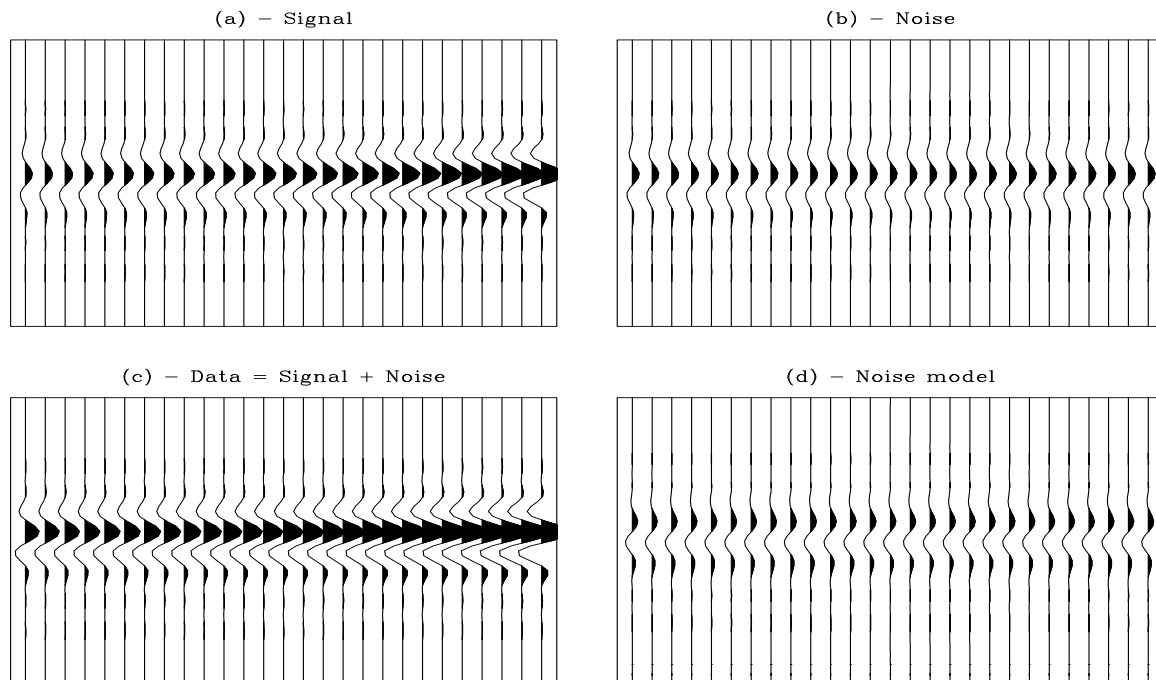 (a) − Signal
(b) − Noise
(c) − Data = Signal + Noise
(d) − Noise model